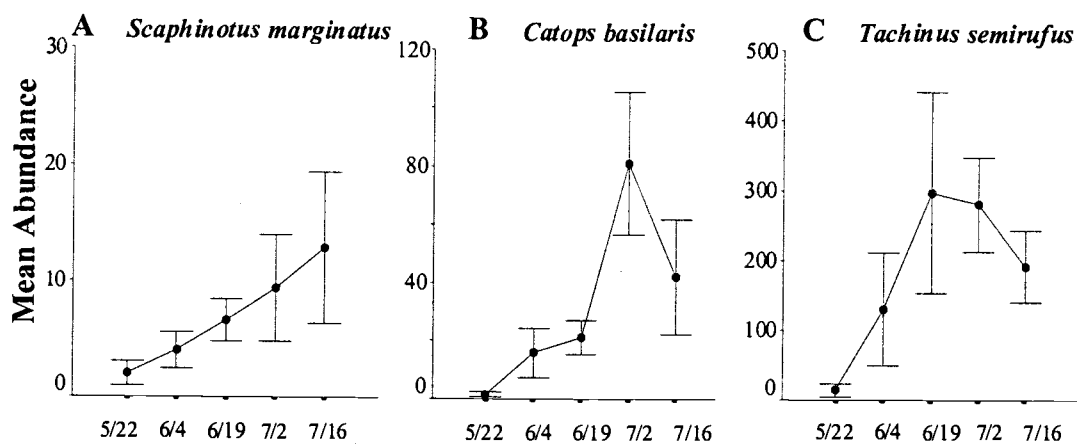 A Scaphinotus marginatus
B Catops basilaris
C Tachinus semirufus
Mean Abundance
30
20
10
0
5/22 6/4 6/19 7/2 7/16
120
80
40
0
5/22 6/4 6/19 7/2 7/16
500
400
300
200
100
0
5/22 6/4 6/19 7/2 7/16